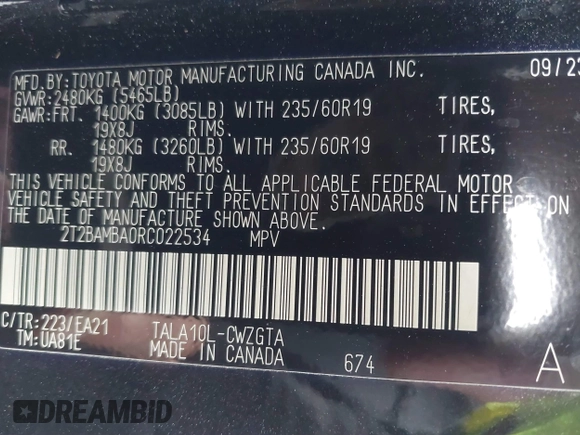 MFD. BY: TOYOTA MOTOR MANUFACTURING CANADA INC. 09/23
GVWR: 2480KG (5465LB)
GAWR: FRT. 1400KG (3085LB) WITH 235/60R19 TIRES,
19X8J RIMS.
RR. 1480KG (3260LB) WITH 235/60R19 TIRES,
19X8J RIMS.
THIS VEHICLE CONFORMS TO ALL APPLICABLE FEDERAL MOTOR
VEHICLE SAFETY AND THEFT PREVENTION STANDARDS IN EFFECT ON
THE DATE OF MANUFACTURE SHOWN ABOVE.
2T2BAMBA0RC022534 MPV
C/TR: 223/EA21 TALA10L-CWZGTA
TM: UA81E MADE IN CANADA 674 A
DREAMBID